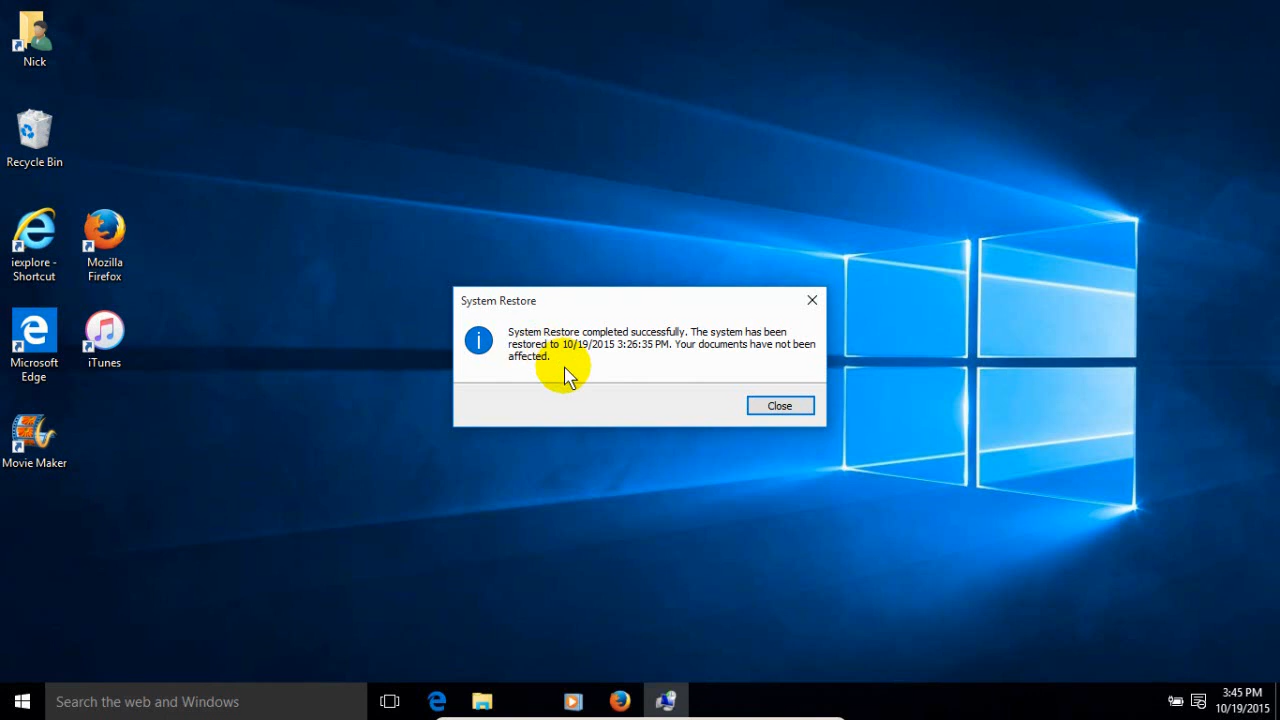 Nick
Recycle Bin
iexplore -
Shortcut
Mozilla
Firefox
Microsoft
Edge
iTunes
Movie Maker
System Restore
System Restore completed successfully. The system has been
restored to 10/19/2015 3:26:35 PM. Your documents have not been
affected.
Close
Search the web and Windows
3:45 PM
10/19/2015